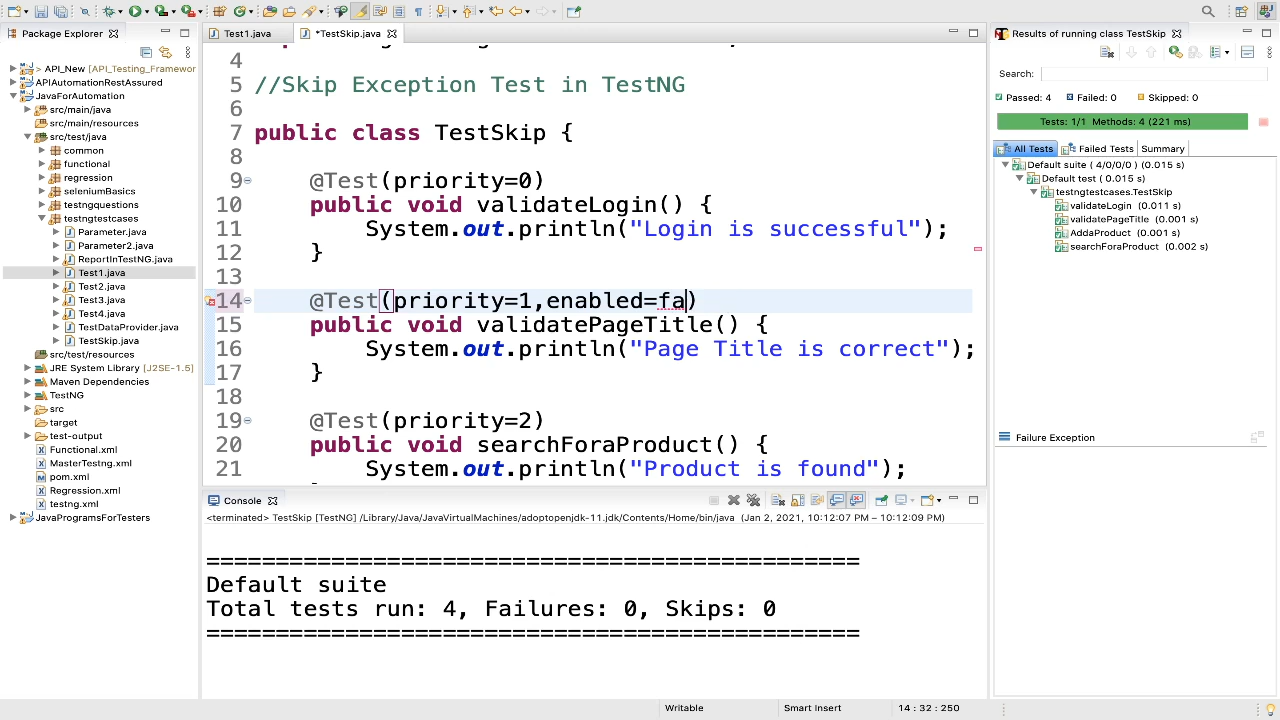 Package Explorer
> API_New [API_Testing_Framewor
APIAutomationRestAssured
JavaForAutomation
src/main/java
src/main/resources
src/test/java
common
functional
regression
seleniumBasics
testngquestions
testngtestcases
Parameter.java
Parameter2.java
ReportInTestNG.java
Test1.java
Test2.java
Test3.java
Test4.java
TestDataProvider.java
TestSkip.java
src/test/resources
JRE System Library [J2SE-1.5]
Maven Dependencies
TestNG
src
target
test-output
Functional.xml
MasterTestng.xml
pom.xml
Regression.xml
testng.xml
JavaProgramsForTesters
Test1.java
*TestSkip.java
4
5 //Skip Exception Test in TestNG
6
7 public class TestSkip {
8
9 @Test(priority=0)
10 public void validateLogin() {
11 System.out.println("Login is successful");
12 }
13
14 @Test(priority=1,enabled=fa)
15 public void validatePageTitle() {
16 System.out.println("Page Title is correct");
17 }
18
19 @Test(priority=2)
20 public void searchForaProduct() {
21 System.out.println("Product is found");
Console
<terminated> TestSkip [TestNG] /Library/Java/JavaVirtualMachines/adoptopenjdk-11.jdk/Contents/Home/bin/java (Jan 2, 2021, 10:12:07 PM – 10:12:09 PM)
===============================================
Default suite
Total tests run: 4, Failures: 0, Skips: 0
===============================================
Results of running class TestSkip
Search:
Passed: 4 Failed: 0 Skipped: 0
Tests: 1/1 Methods: 4 (221 ms)
All Tests Failed Tests Summary
Default suite ( 4/0/0/0 ) (0.015 s)
Default test ( 0.015 s)
testngtestcases.TestSkip
validateLogin (0.011 s)
validatePageTitle (0.001 s)
AddaProduct (0.001 s)
searchForaProduct (0.002 s)
Failure Exception
Writable
Smart Insert
14 : 32 : 250